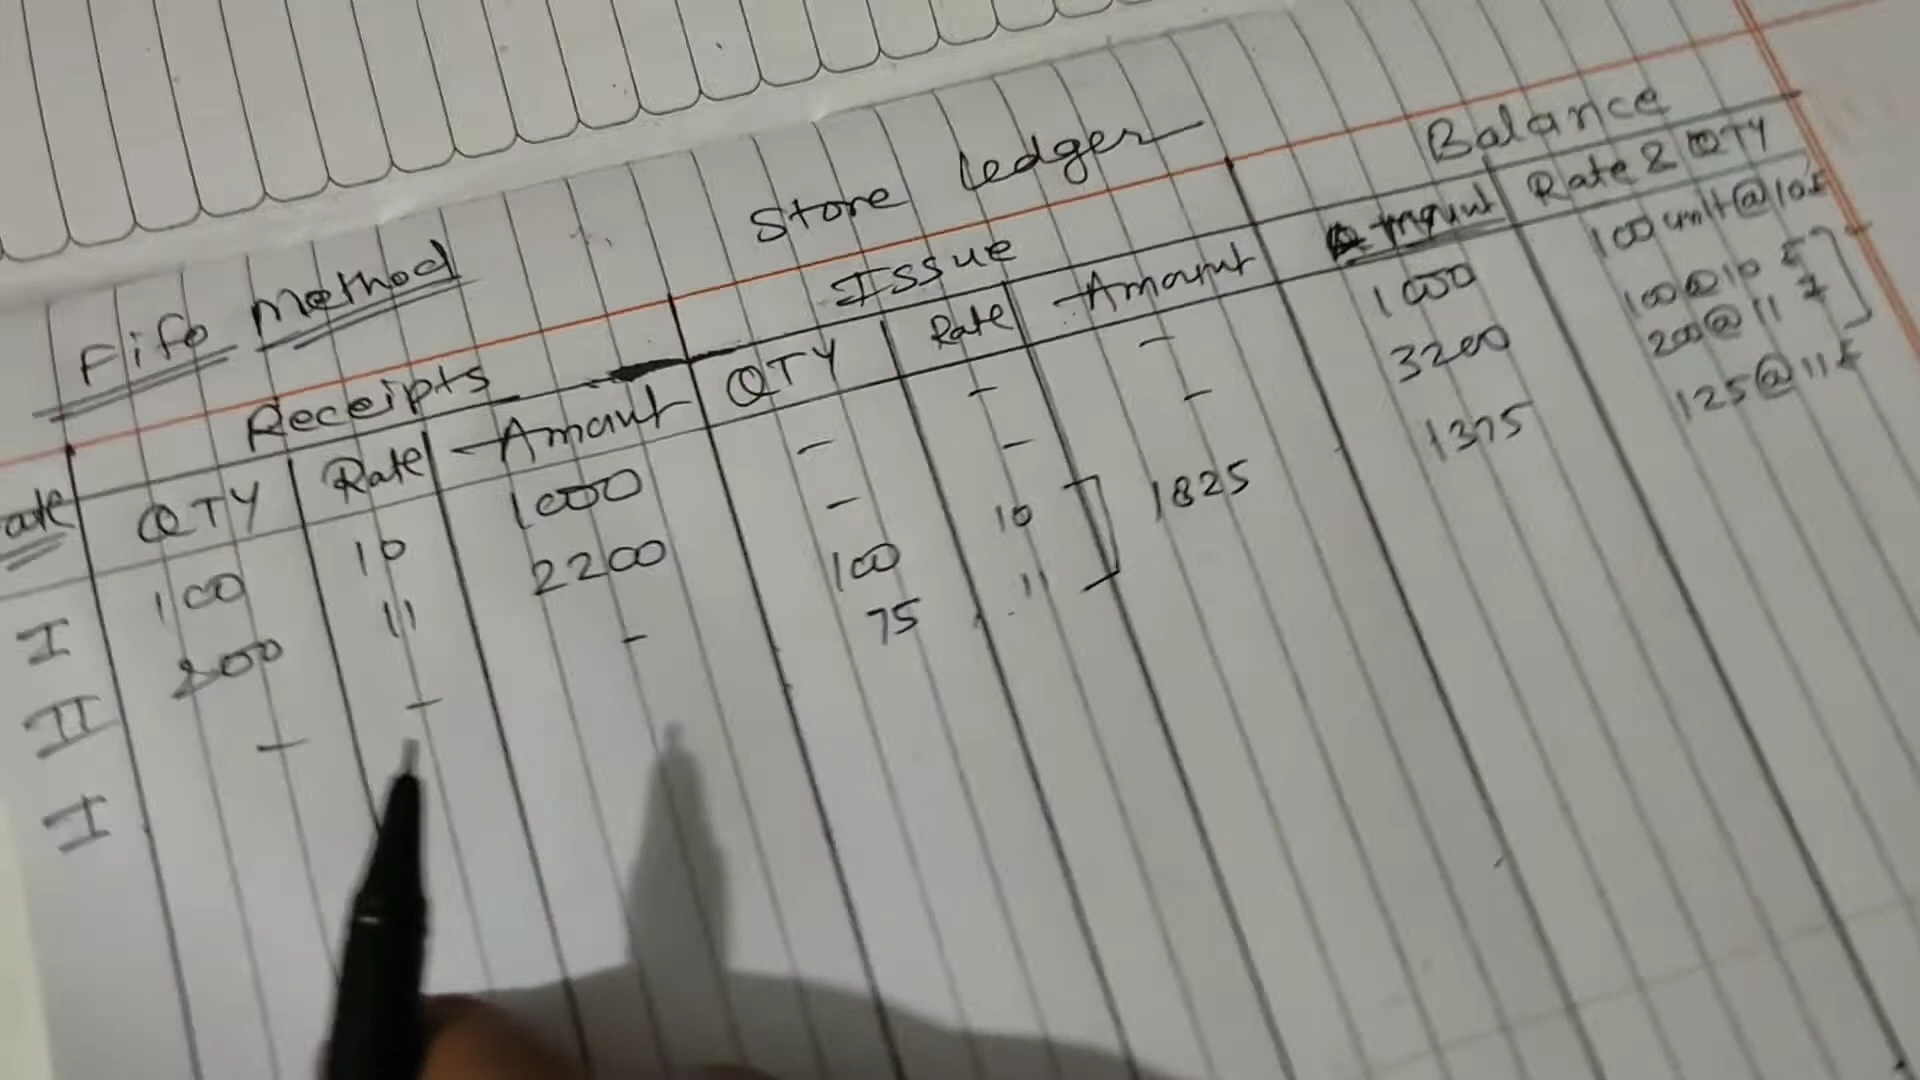 Fifo Method Store ledger
Receipts Issue Balance
ate QTY Rate Amount QTY Rate Amount Amount Rate & QTY
I 100 10 1000 - - - 1000 100 unit@10₹
II 200 11 2200 - - - 3200 100@10 ₹
200@11 ₹
I - - - 100 10 1825 1375 125@11₹
75 11